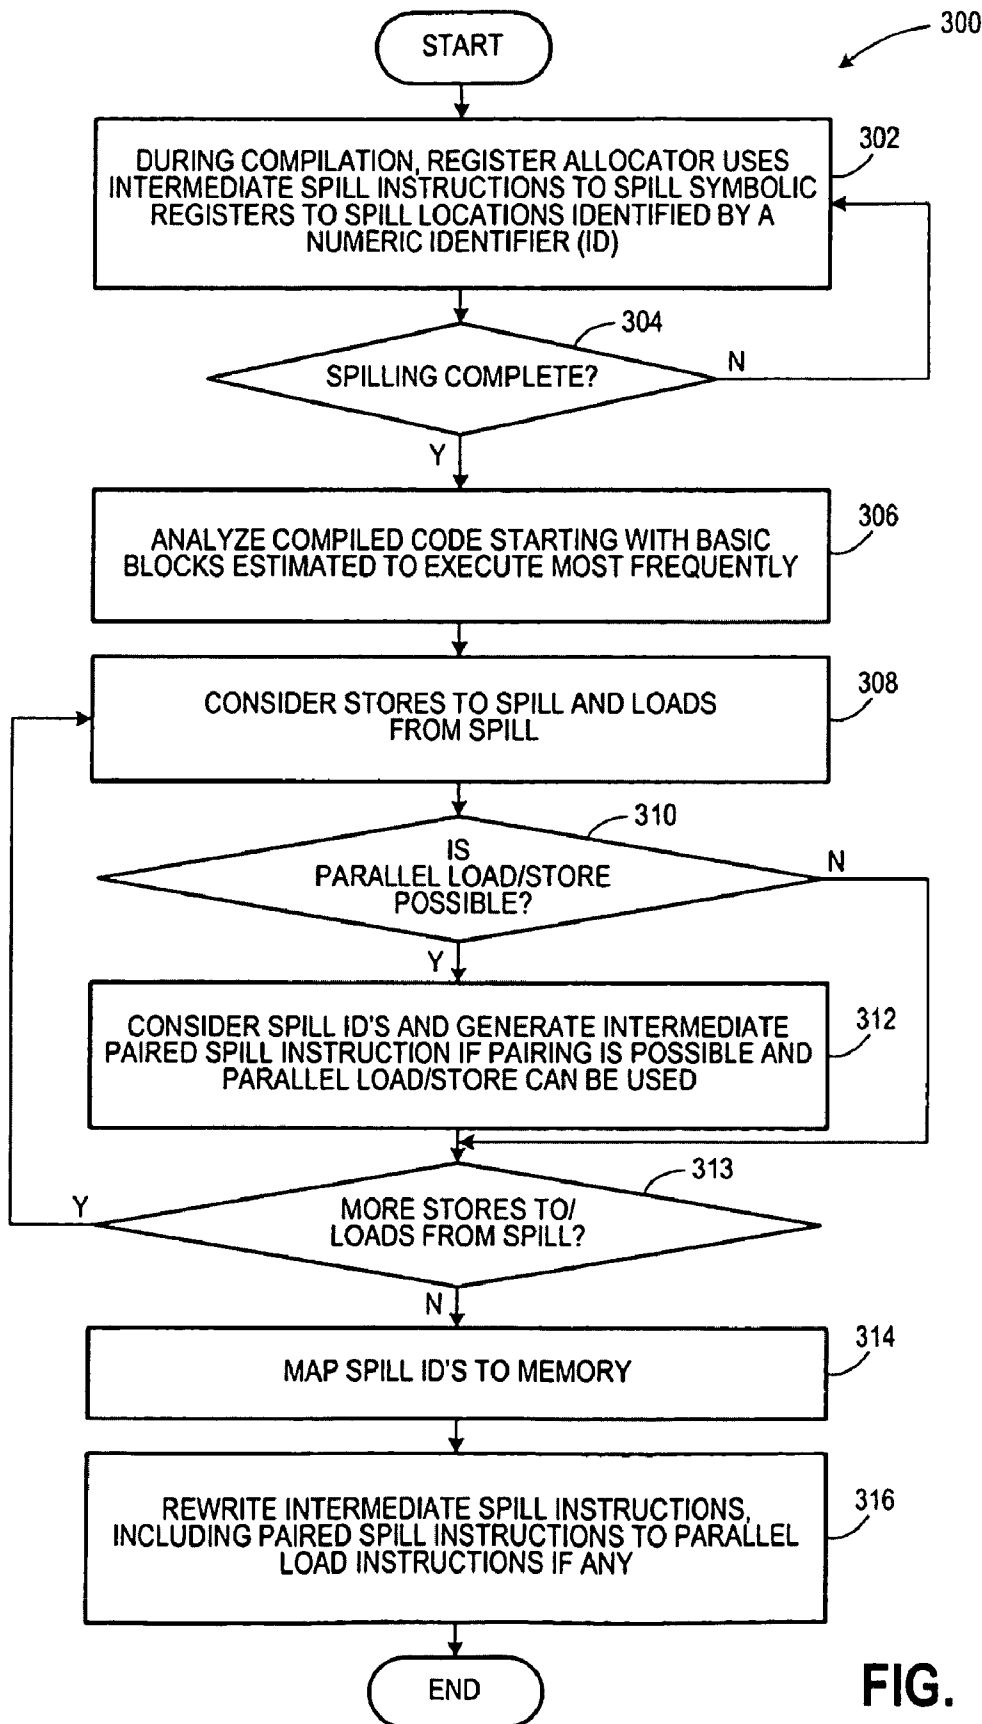 START
300
302
DURING COMPILATION, REGISTER ALLOCATOR USES
INTERMEDIATE SPILL INSTRUCTIONS TO SPILL SYMBOLIC
REGISTERS TO SPILL LOCATIONS IDENTIFIED BY A
NUMERIC IDENTIFIER (ID)
304
SPILLING COMPLETE?
N
Y
306
ANALYZE COMPILED CODE STARTING WITH BASIC
BLOCKS ESTIMATED TO EXECUTE MOST FREQUENTLY
308
CONSIDER STORES TO SPILL AND LOADS
FROM SPILL
310
IS
PARALLEL LOAD/STORE
POSSIBLE?
N
Y
312
CONSIDER SPILL ID'S AND GENERATE INTERMEDIATE
PAIRED SPILL INSTRUCTION IF PAIRING IS POSSIBLE AND
PARALLEL LOAD/STORE CAN BE USED
313
Y
MORE STORES TO/
LOADS FROM SPILL?
N
314
MAP SPILL ID'S TO MEMORY
316
REWRITE INTERMEDIATE SPILL INSTRUCTIONS,
INCLUDING PAIRED SPILL INSTRUCTIONS TO PARALLEL
LOAD INSTRUCTIONS IF ANY
END
FIG.